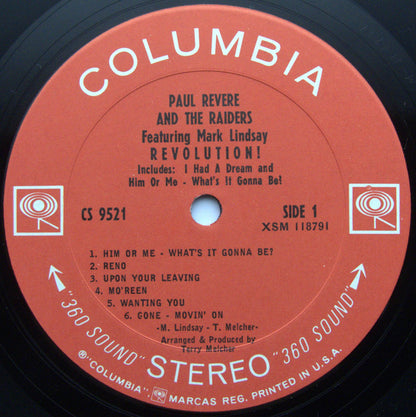 COLUMBIA
PAUL REVERE
AND THE RAIDERS
Featuring Mark Lindsay
REVOLUTION!
Includes: I Had A Dream and
Him Or Me - What's It Gonna Be!
CS 9521
SIDE 1
XSM 118791
1. HIM OR ME - WHAT'S IT GONNA BE?
2. RENO
3. UPON YOUR LEAVING
4. MO'REEN
5. WANTING YOU
6. GONE - MOVIN' ON
-M. Lindsay - T. Melcher-
Arranged & Produced by
Terry Melcher
"360 SOUND" STEREO "360 SOUND"
®"COLUMBIA", MARCAS REG. PRINTED IN U.S.A.